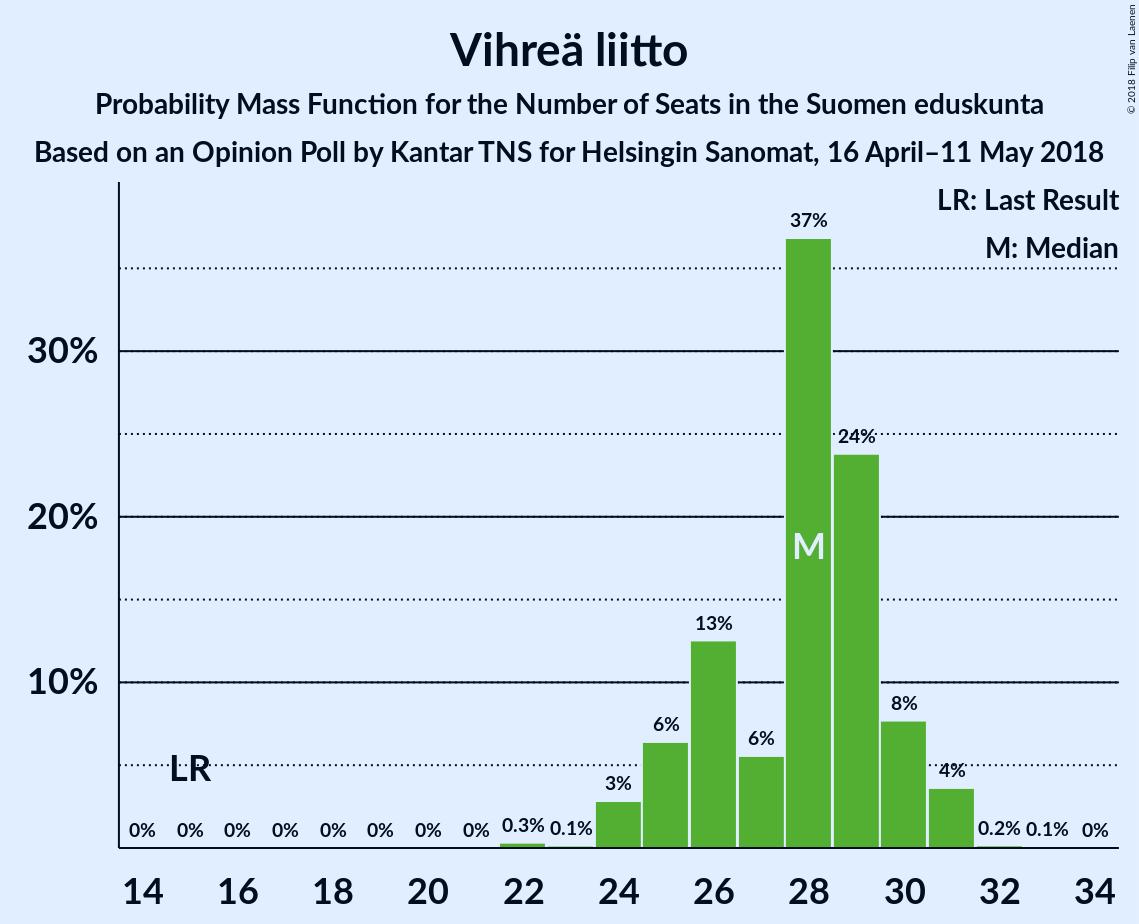 Vihreä liitto
Probability Mass Function for the Number of Seats in the Suomen eduskunta
Based on an Opinion Poll by Kantar TNS for Helsingin Sanomat, 16 April–11 May 2018
© 2018 Filip van Laenen
LR: Last Result
M: Median
37%
30%
24%
M
20%
13%
10%
8%
6%
6%
LR
4%
3%
0% 0% 0% 0% 0% 0% 0% 0% 0.3% 0.1% 0.2% 0.1% 0%
14 16 18 20 22 24 26 28 30 32 34